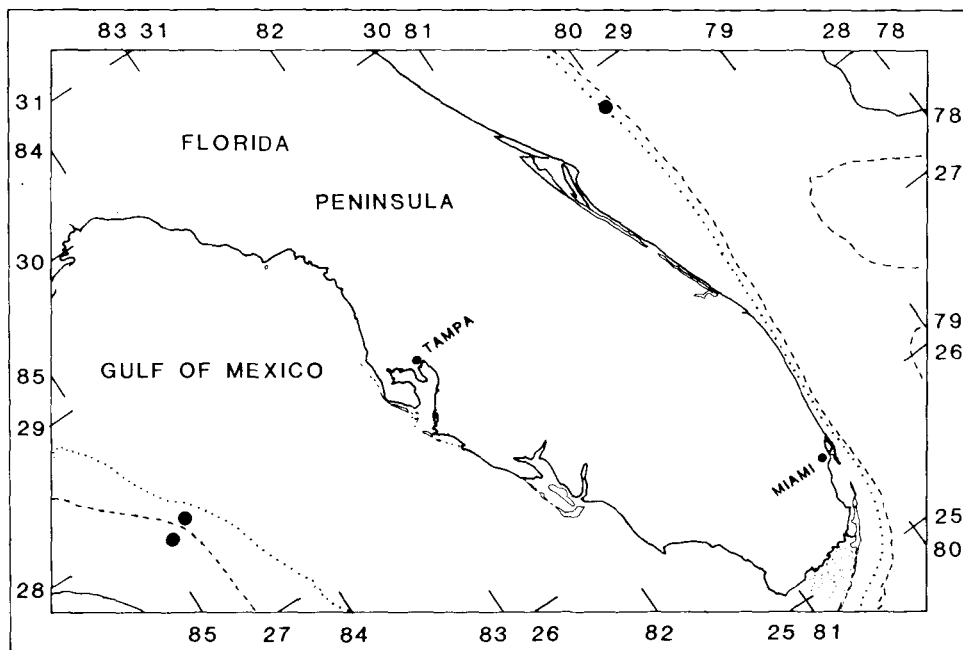 83 31 82 30 81 80 29 79 28 78
31
78
84
FLORIDA
27
PENINSULA
30
79
TAMPA
26
GULF OF MEXICO
85
29
MIAMI
25
80
28
85 27 84 83 26 82 25 81